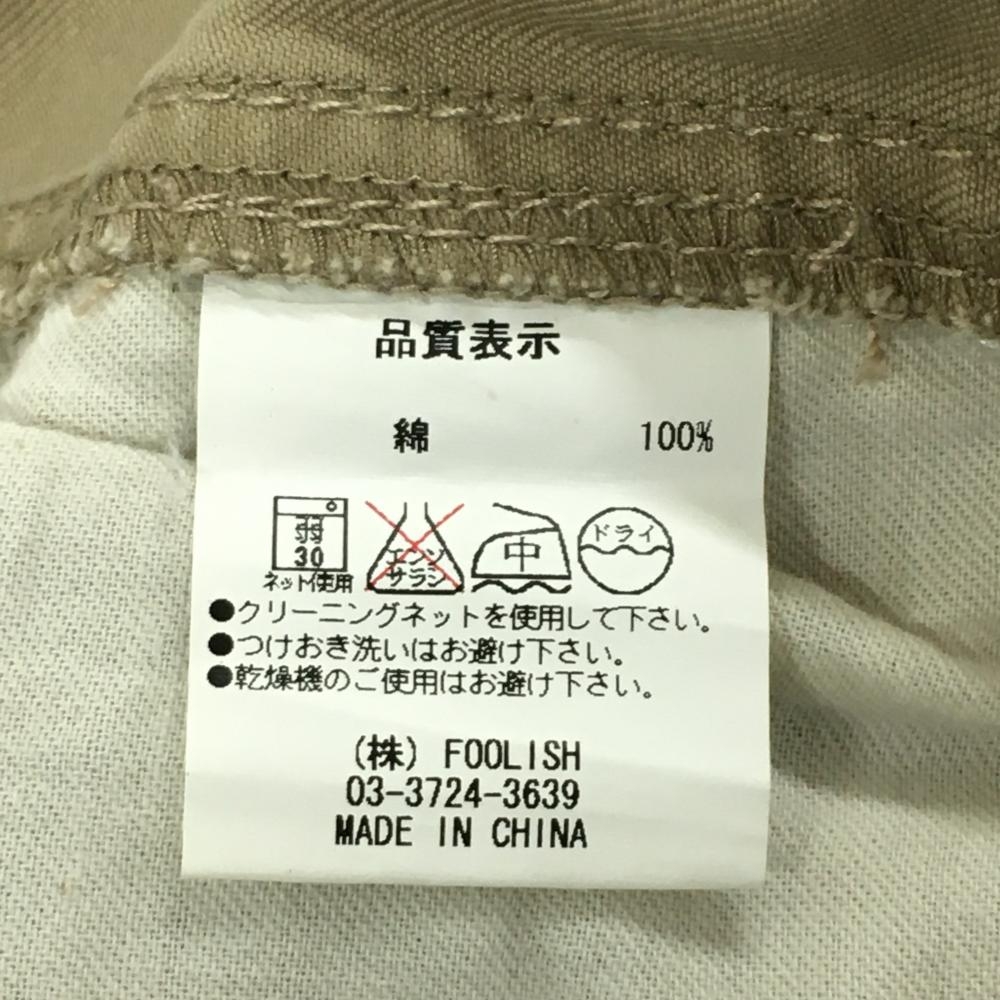 品質表示
綿 100%
弱 30 エンソ サラシ 中 ドライ
ネット使用
●クリーニングネットを使用して下さい。
●つけおき洗いはお避け下さい。
●乾燥機のご使用はお避け下さい。
(株) FOOLISH
03-3724-3639
MADE IN CHINA